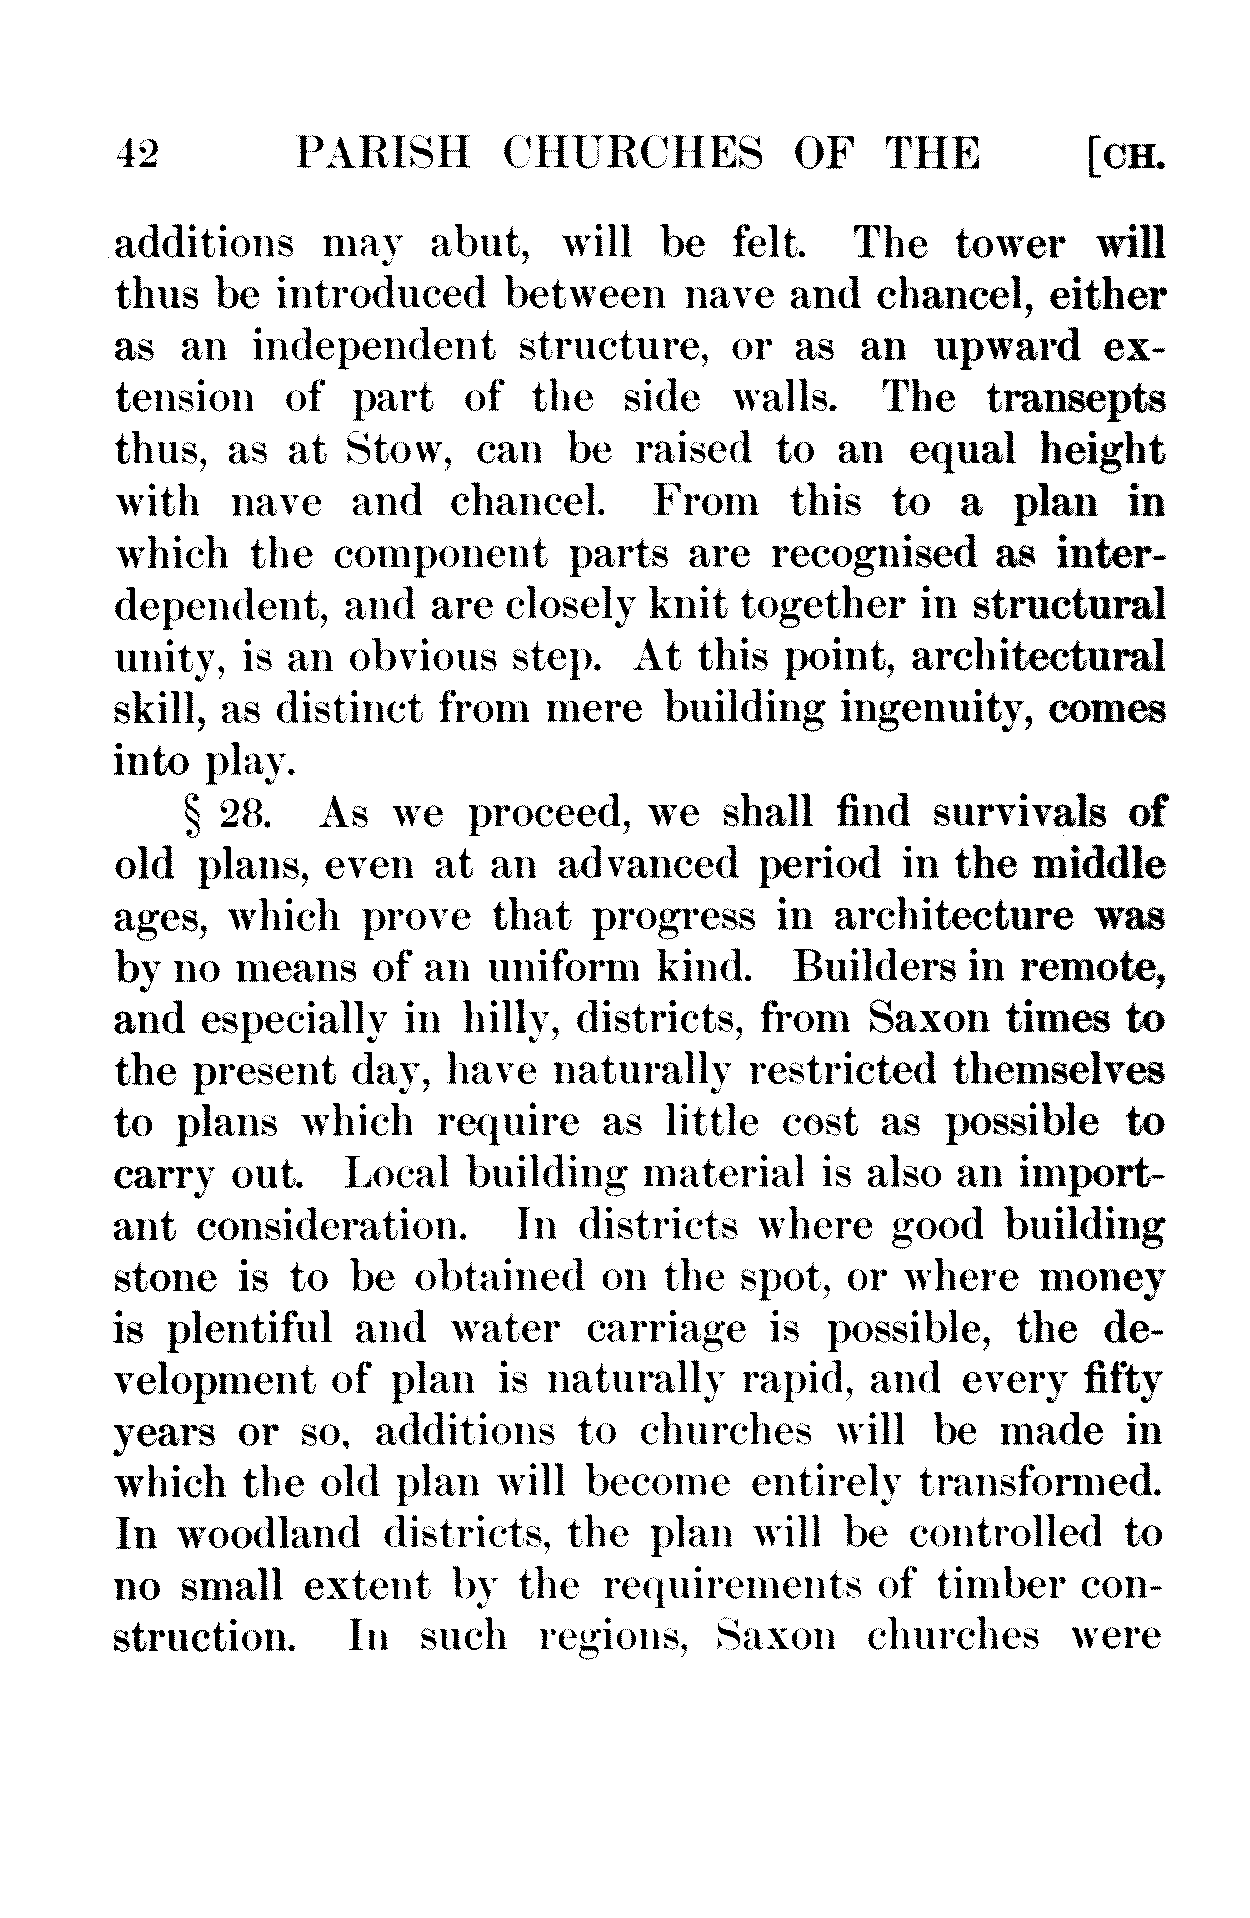 42 PARISH CHURCHES OF THE [CH.
additions may abut, will be felt. The tower will
thus be introduced between nave and chancel, either
as an independent structure, or as an upward ex-
tension of part of the side walls. The transepts
thus, as at Stow, can be raised to an equal height
with nave and chancel. From this to a plan in
which the component parts are recognised as inter-
dependent, and are closely knit together in structural
unity, is an obvious step. At this point, architectural
skill, as distinct from mere building ingenuity, comes
into play.
§ 28. As we proceed, we shall find survivals of
old plans, even at an advanced period in the middle
ages, which prove that progress in architecture was
by no means of an uniform kind. Builders in remote,
and especially in hilly, districts, from Saxon times to
the present day, have naturally restricted themselves
to plans which require as little cost as possible to
carry out. Local building material is also an import-
ant consideration. In districts where good building
stone is to be obtained on the spot, or where money
is plentiful and water carriage is possible, the de-
velopment of plan is naturally rapid, and every fifty
years or so, additions to churches will be made in
which the old plan will become entirely transformed.
In woodland districts, the plan will be controlled to
no small extent by the requirements of timber con-
struction. In such regions, Saxon churches were